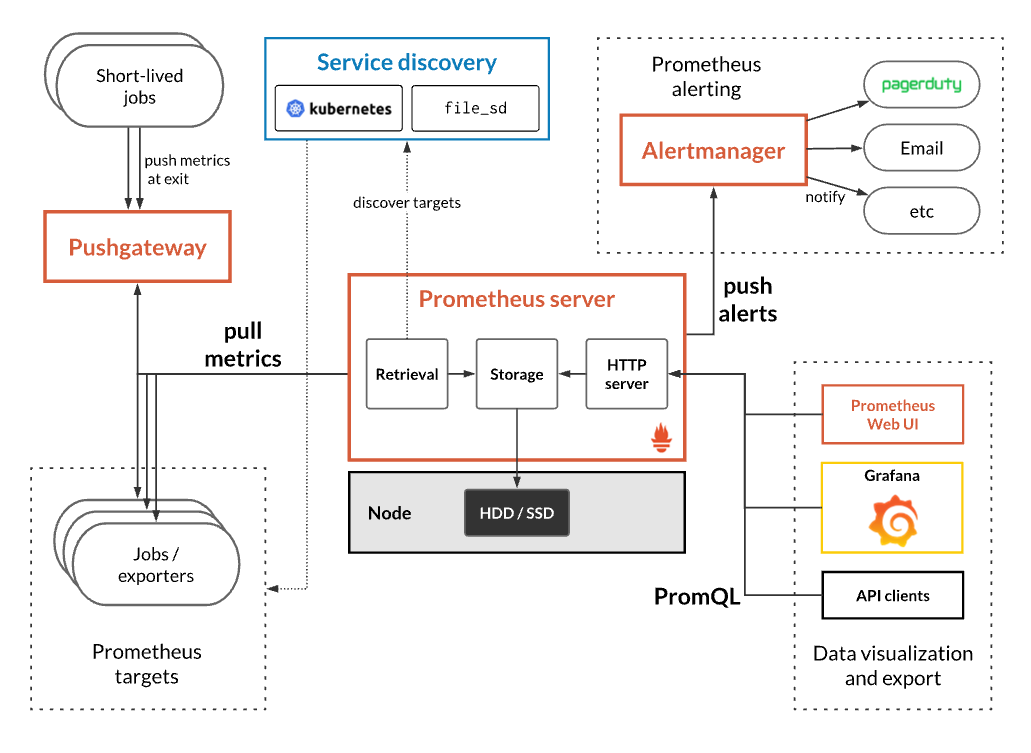 Short-lived
jobs
push metrics
at exit
Pushgateway
Service discovery
kubernetes
file_sd
discover targets
Prometheus
alerting
Alertmanager
pagerduty
Email
etc
notify
push
alerts
pull
metrics
Prometheus server
Retrieval
Storage
HTTP
server
Node
HDD / SSD
Jobs /
exporters
Prometheus
targets
Prometheus
Web UI
Grafana
API clients
PromQL
Data visualization
and export